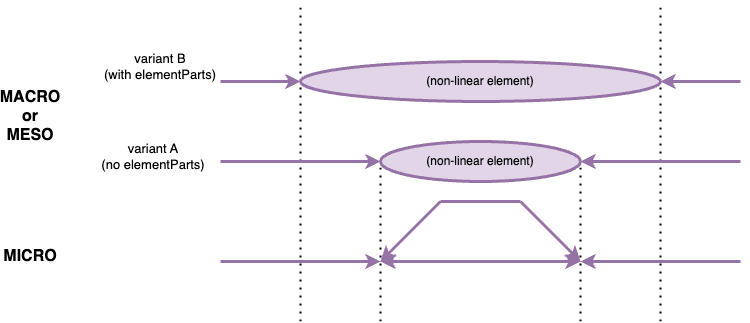 variant B
(with elementParts)
(non-linear element)
MACRO
or
MESO
variant A
(no elementParts)
(non-linear element)
MICRO